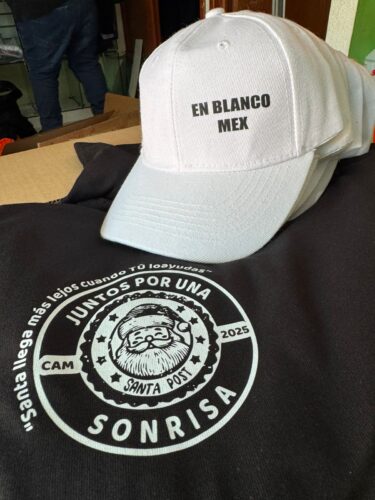 EN BLANCO
MEX
"Santa llega más lejos cuando TÚ loayudas"
JUNTOS POR UNA
CAM
2025
SANTA POST
SONRISA